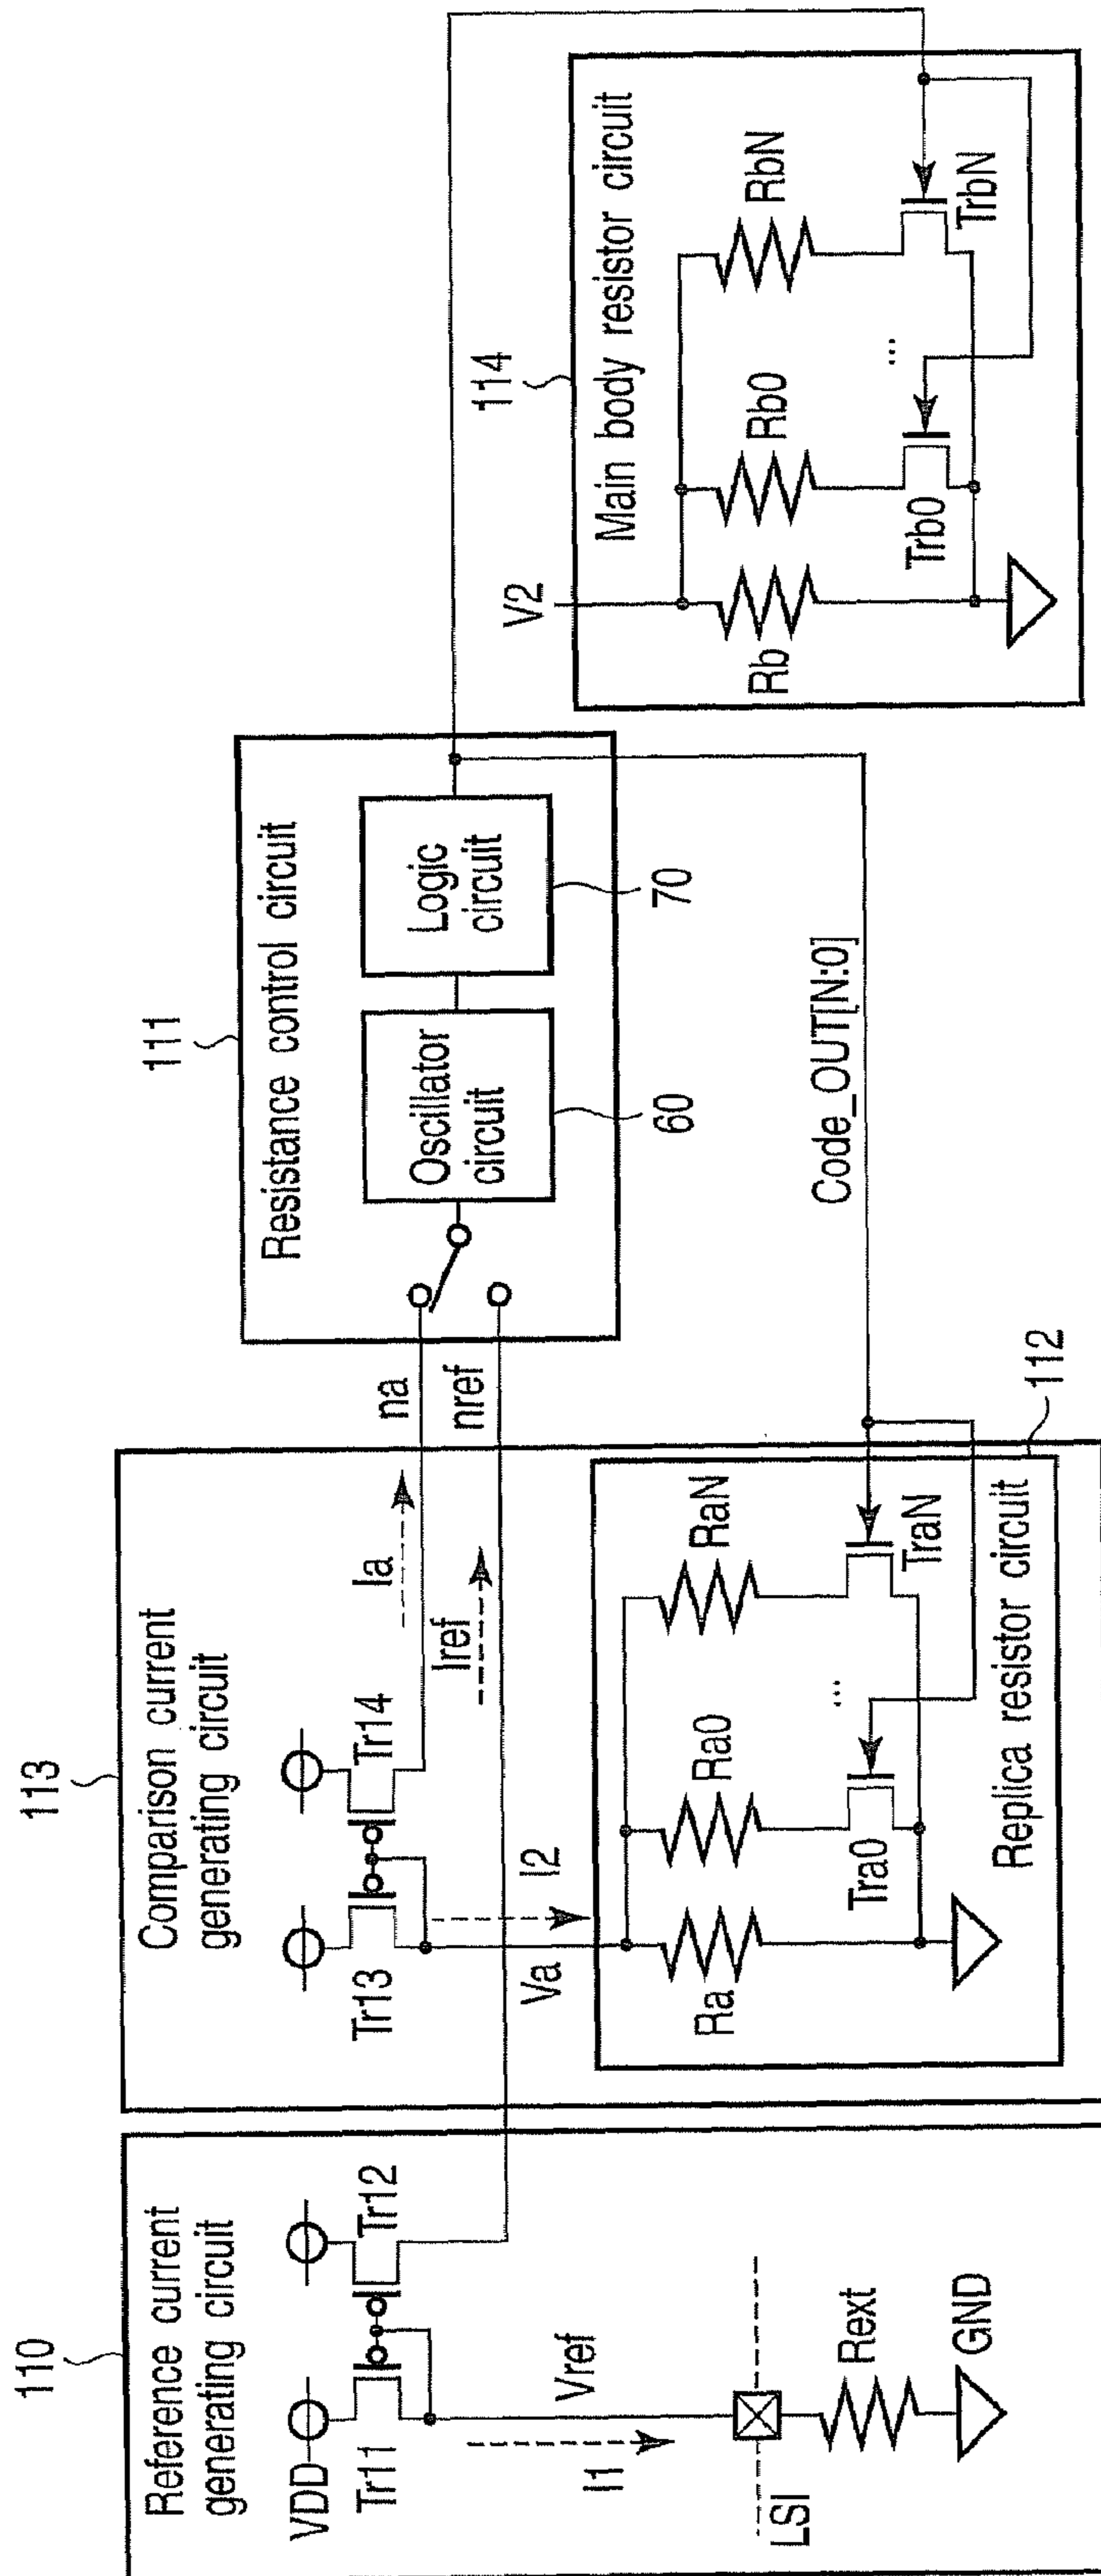 110
Reference current
generating circuit
VDD
Tr11
Tr12
Vref
I1
LSI
Rext
GND
113
Comparison current
generating circuit
Tr13
Tr14
Ia
Iref
Va
I2
Ra
Ra0
RaN
Tra0
...
TraN
Replica resistor circuit
112
na
nref
111
Resistance control circuit
Oscillator
circuit
60
Logic
circuit
70
Code_OUT[N:0]
114
Main body resistor circuit
V2
Rb
Rb0
RbN
Trb0
...
TrbN